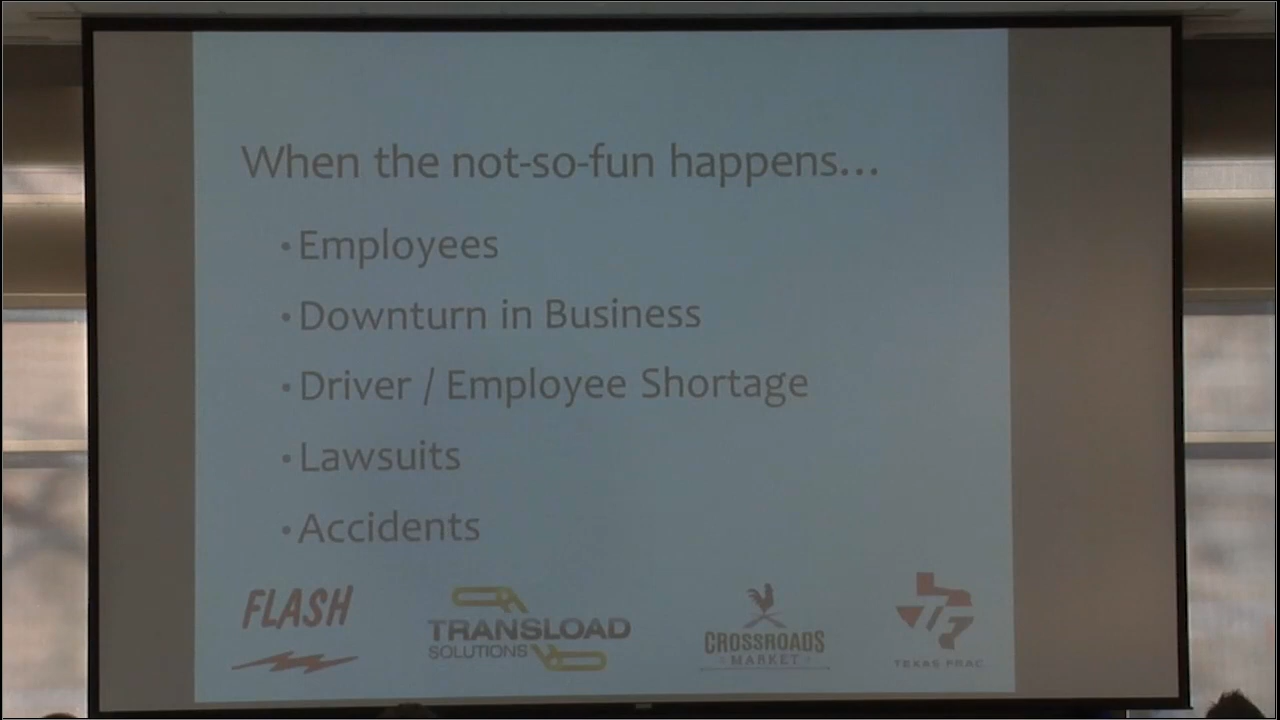 When the not-so-fun happens...
• Employees
• Downturn in Business
• Driver / Employee Shortage
• Lawsuits
• Accidents
FLASH
TRANSLOAD
SOLUTIONS
CROSSROADS
MARKET
TEXAS FRAC